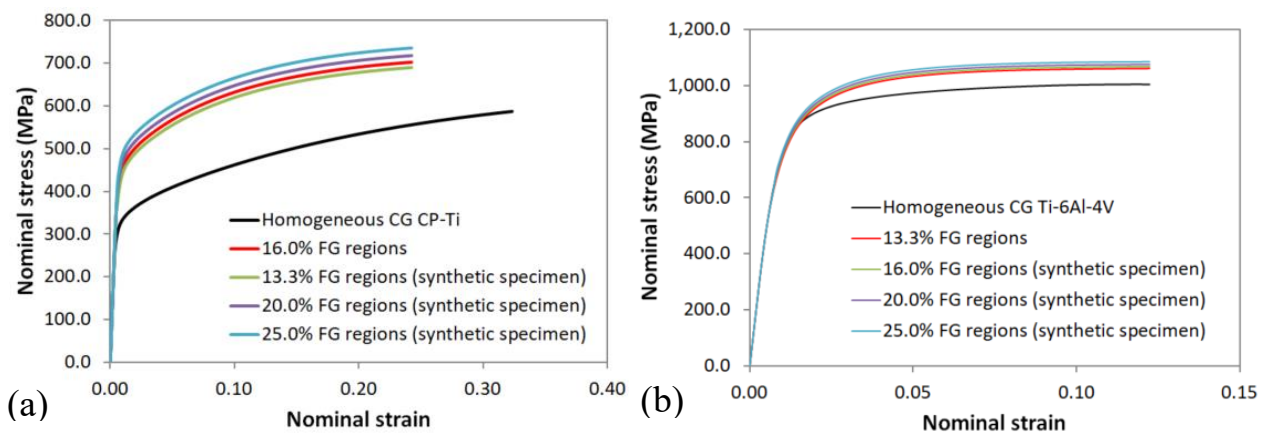 800.0
700.0
600.0
500.0
400.0
300.0
200.0
100.0
0.0
Nominal stress (MPa)
Homogeneous CG CP-Ti
16.0% FG regions
13.3% FG regions (synthetic specimen)
20.0% FG regions (synthetic specimen)
25.0% FG regions (synthetic specimen)
0.00 0.10 0.20 0.30 0.40
Nominal strain
(a)
1,200.0
1,000.0
800.0
600.0
400.0
200.0
0.0
Nominal stress (MPa)
Homogeneous CG Ti-6Al-4V
13.3% FG regions
16.0% FG regions (synthetic specimen)
20.0% FG regions (synthetic specimen)
25.0% FG regions (synthetic specimen)
0.00 0.05 0.10 0.15
Nominal strain
(b)